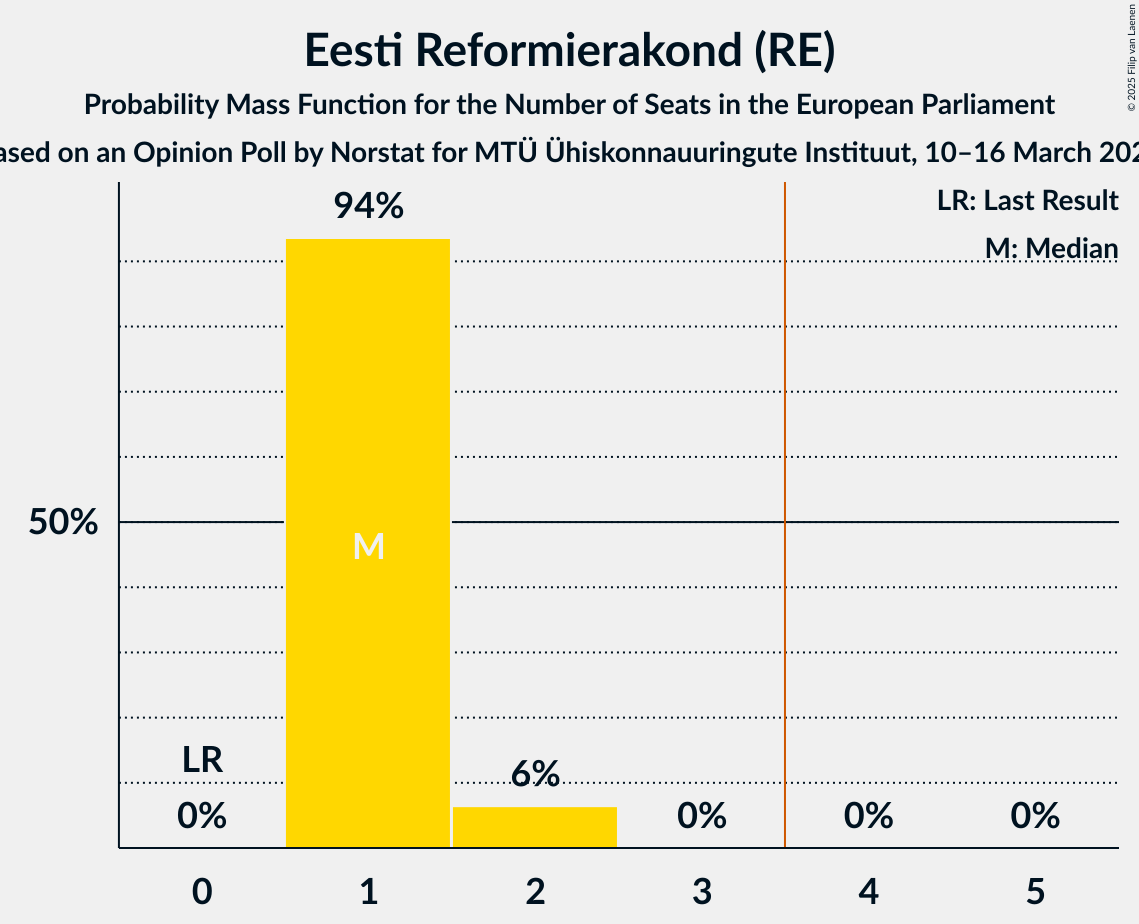 Eesti Reformierakond (RE)
Probability Mass Function for the Number of Seats in the European Parliament
on an Opinion Poll by Norstat for MTÜ Ühiskonnauuringute Instituut, 10–16 March
© 2025 Filip van Laenen
LR: Last Result
M: Median
94%
50%
M
LR
6%
0%
0%
0%
0%
0 1 2 3 4 5